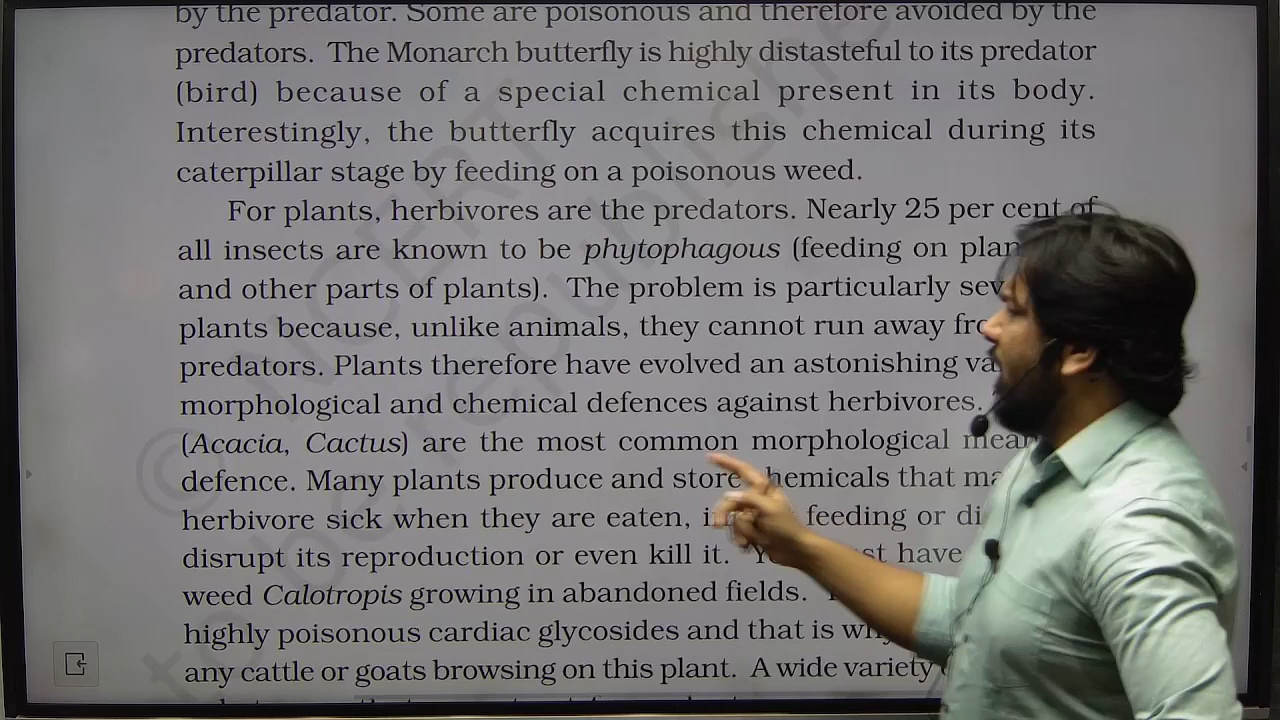 by the predator. Some are poisonous and therefore avoided by the
predators. The Monarch butterfly is highly distasteful to its predator
(bird) because of a special chemical present in its body.
Interestingly, the butterfly acquires this chemical during its
caterpillar stage by feeding on a poisonous weed.
For plants, herbivores are the predators. Nearly 25 per cent of
all insects are known to be phytophagous (feeding on plan
and other parts of plants). The problem is particularly sev
plants because, unlike animals, they cannot run away fro
predators. Plants therefore have evolved an astonishing va
morphological and chemical defences against herbivores.
(Acacia, Cactus) are the most common morphological mean
defence. Many plants produce and store chemicals that ma
herbivore sick when they are eaten, feeding or di
disrupt its reproduction or even kill it. have
weed Calotropis growing in abandoned fields.
highly poisonous cardiac glycosides and that is why
any cattle or goats browsing on this plant. A wide variety
© NCERT
to be republished